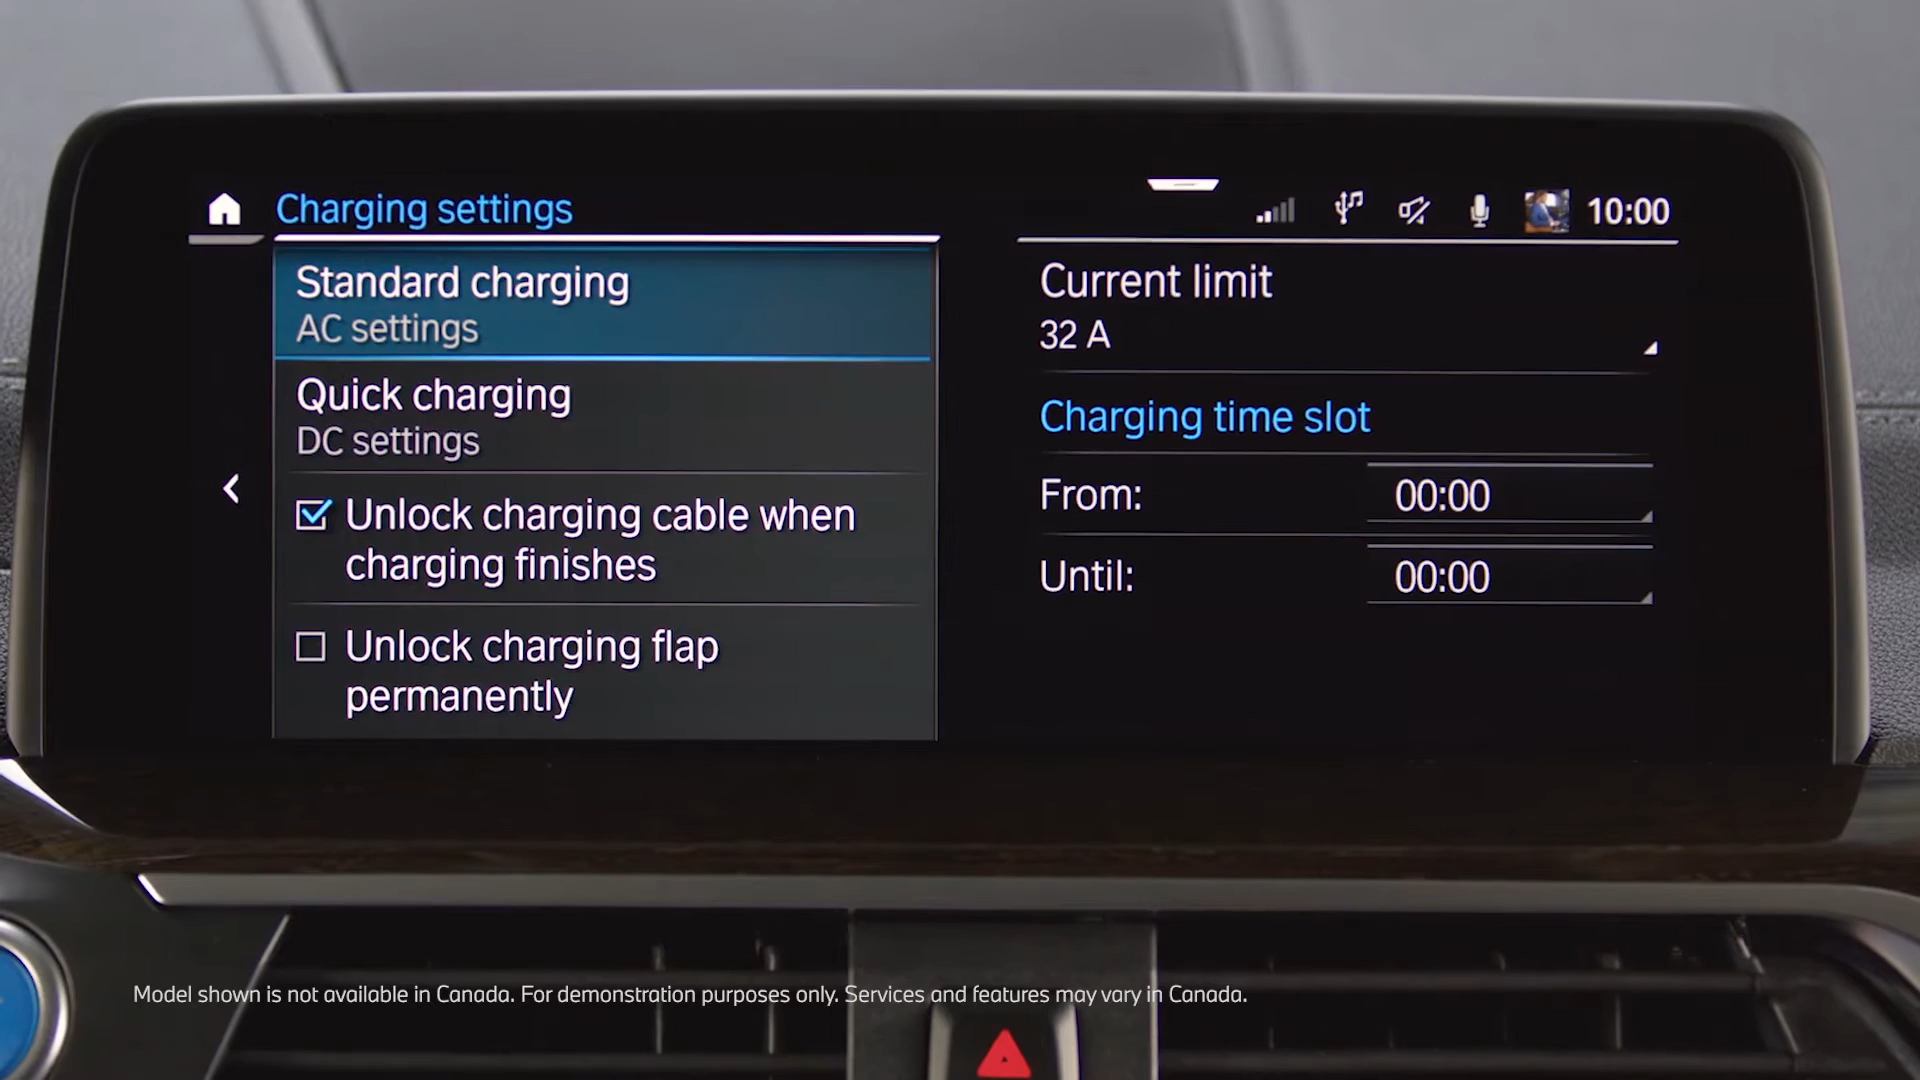 Charging settings
10:00
Standard charging
AC settings
Quick charging
DC settings
Unlock charging cable when
charging finishes
Unlock charging flap
permanently
Current limit
32 A
Charging time slot
From: 00:00
Until: 00:00
Model shown is not available in Canada. For demonstration purposes only. Services and features may vary in Canada.